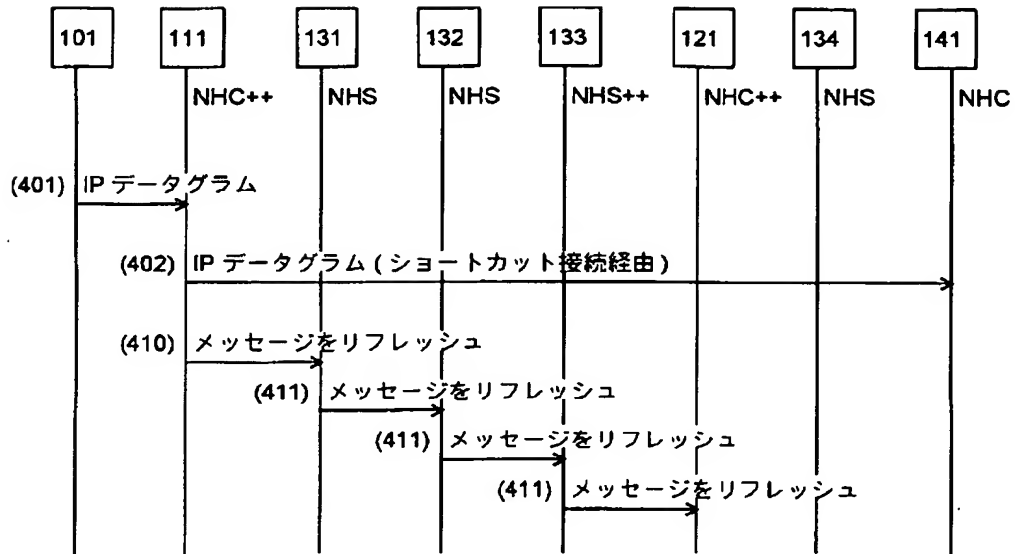 101 111 131 132 133 121 134 141
NHC++ NHS NHS NHS++ NHC++ NHS NHC
(401) IP データグラム
(402) IP データグラム (ショートカット接続経由)
(410) メッセージをリフレッシュ
(411) メッセージをリフレッシュ
(411) メッセージをリフレッシュ
(411) メッセージをリフレッシュ